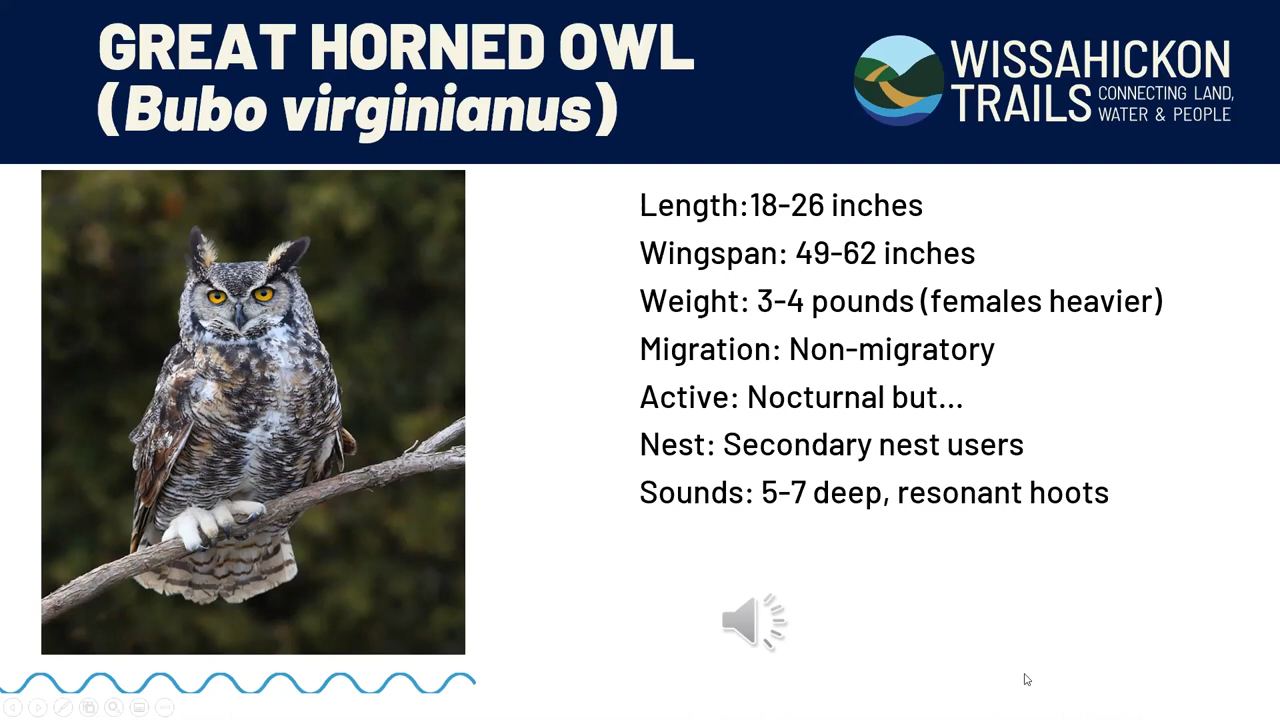 GREAT HORNED OWL
(Bubo virginianus)
WISSAHICKON
TRAILS
CONNECTING LAND,
WATER & PEOPLE
Length:18-26 inches
Wingspan: 49-62 inches
Weight: 3-4 pounds (females heavier)
Migration: Non-migratory
Active: Nocturnal but...
Nest: Secondary nest users
Sounds: 5-7 deep, resonant hoots